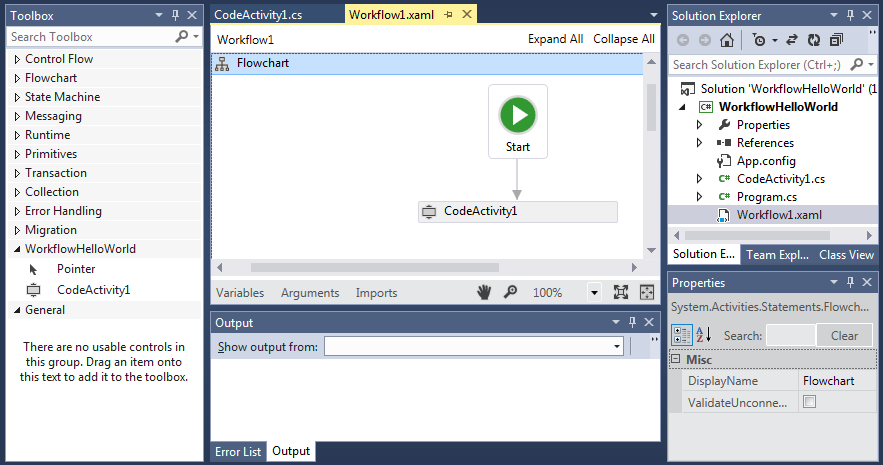 Toolbox
Search Toolbox
Control Flow
Flowchart
State Machine
Messaging
Runtime
Primitives
Transaction
Collection
Error Handling
Migration
WorkflowHelloWorld
Pointer
CodeActivity1
General
There are no usable controls in
this group. Drag an item onto
this text to add it to the toolbox.
CodeActivity1.cs
Workflow1.xaml
Workflow1
Expand All
Collapse All
Flowchart
Start
CodeActivity1
Variables
Arguments
Imports
100%
Output
Show output from:
Error List
Output
Solution Explorer
Search Solution Explorer (Ctrl+;)
Solution 'WorkflowHelloWorld' (1
C# WorkflowHelloWorld
Properties
References
App.config
C# CodeActivity1.cs
C# Program.cs
Workflow1.xaml
Solution E...
Team Expl...
Class View
Properties
System.Activities.Statements.Flowch...
A
Z
Search:
Clear
Misc
DisplayName
Flowchart
ValidateUnconne...